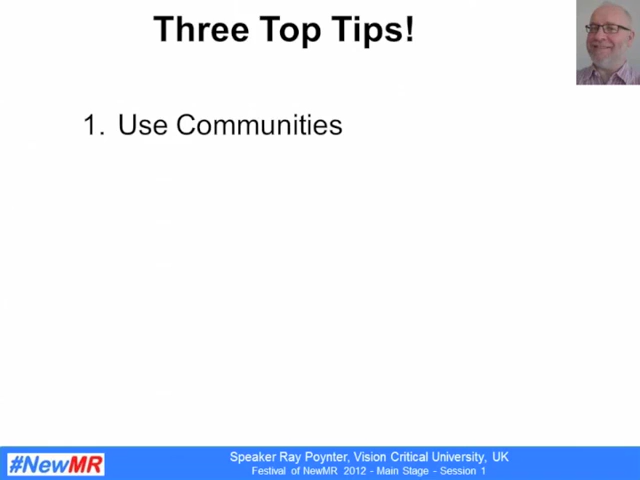 Three Top Tips!
1. Use Communities
#NewMR
Speaker Ray Poynter, Vision Critical University, UK
Festival of NewMR 2012 - Main Stage - Session 1